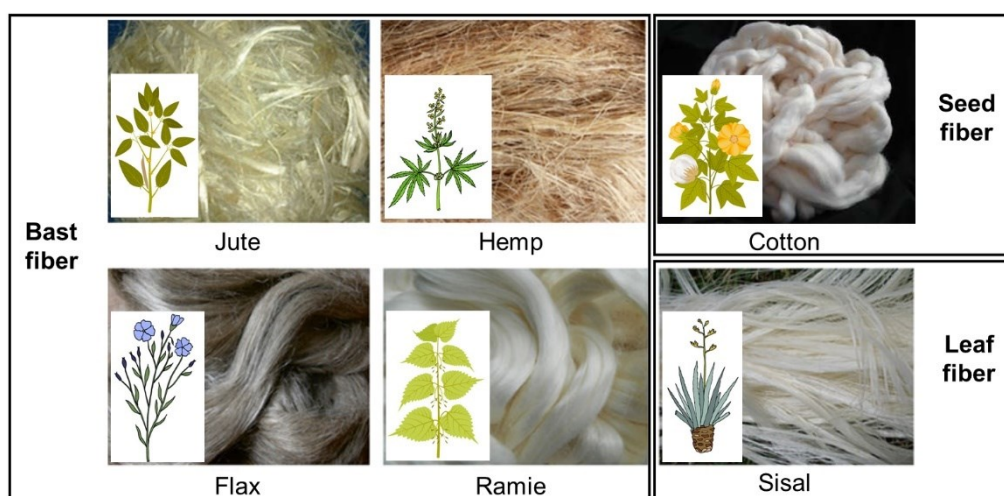 Bast
fiber
Jute
Hemp
Flax
Ramie
Cotton
Seed
fiber
Sisal
Leaf
fiber